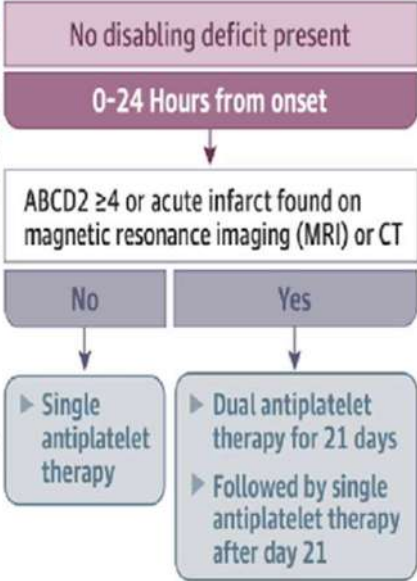 No disabling deficit present
0-24 Hours from onset
ABCD2 ≥4 or acute infarct found on
magnetic resonance imaging (MRI) or CT
No
Yes
Single
antiplatelet
therapy
Dual antiplatelet
therapy for 21 days
Followed by single
antiplatelet therapy
after day 21